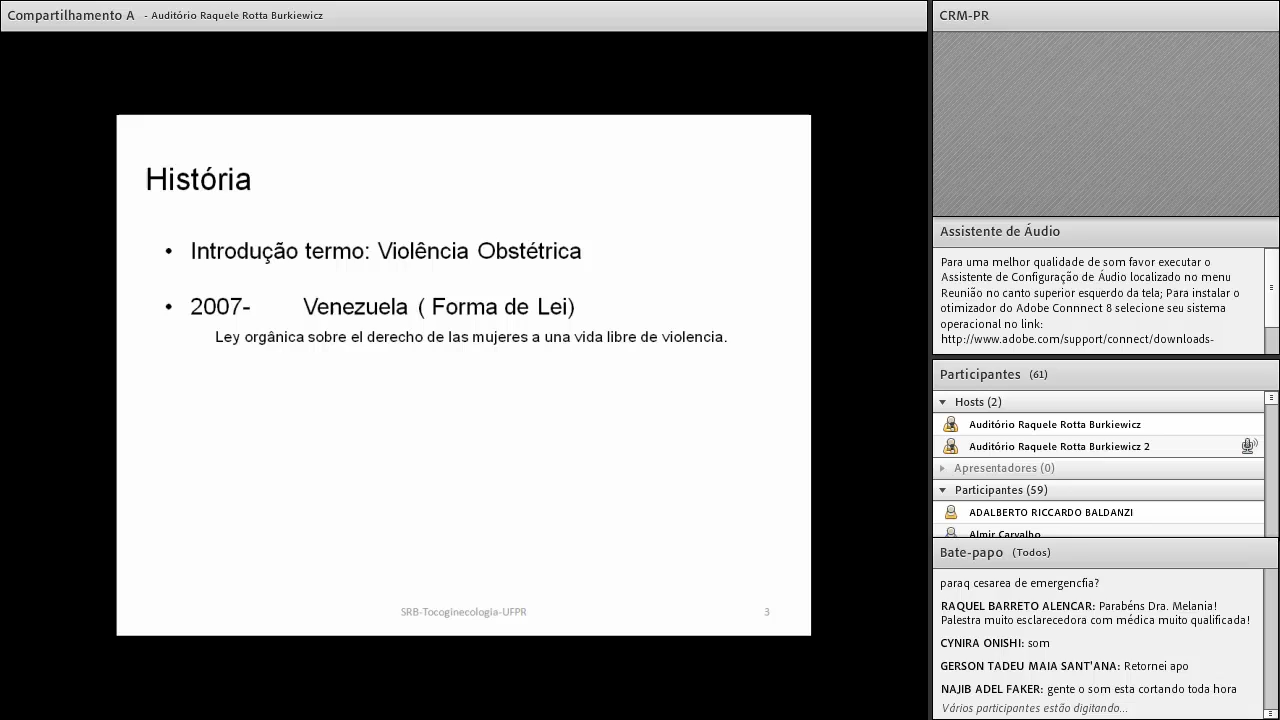 Compartilhamento A - Auditório Raquele Rotta Burkiewicz
História
• Introdução termo: Violência Obstétrica
• 2007- Venezuela ( Forma de Lei)
Ley orgânica sobre el derecho de las mujeres a una vida libre de violencia.
SRB-Tocoginecologia-UFPR 3
CRM-PR
Assistente de Áudio
Para uma melhor qualidade de som favor executar o
Assistente de Configuração de Áudio localizado no menu
Reunião no canto superior esquerdo da tela; Para instalar o
otimizador do Adobe Connnect 8 selecione seu sistema
operacional no link:
http://www.adobe.com/support/connect/downloads-
Participantes (61)
Hosts (2)
Auditório Raquele Rotta Burkiewicz
Auditório Raquele Rotta Burkiewicz 2
Apresentadores (0)
Participantes (59)
ADALBERTO RICCARDO BALDANZI
Almir Carvalho
Bate-papo (Todos)
paraq cesarea de emergencfia?
RAQUEL BARRETO ALENCAR: Parabéns Dra. Melania!
Palestra muito esclarecedora com médica muito qualificada!
CYNIRA ONISHI: som
GERSON TADEU MAIA SANT'ANA: Retornei apo
NAJIB ADEL FAKER: gente o som esta cortando toda hora
Vários participantes estão digitando...